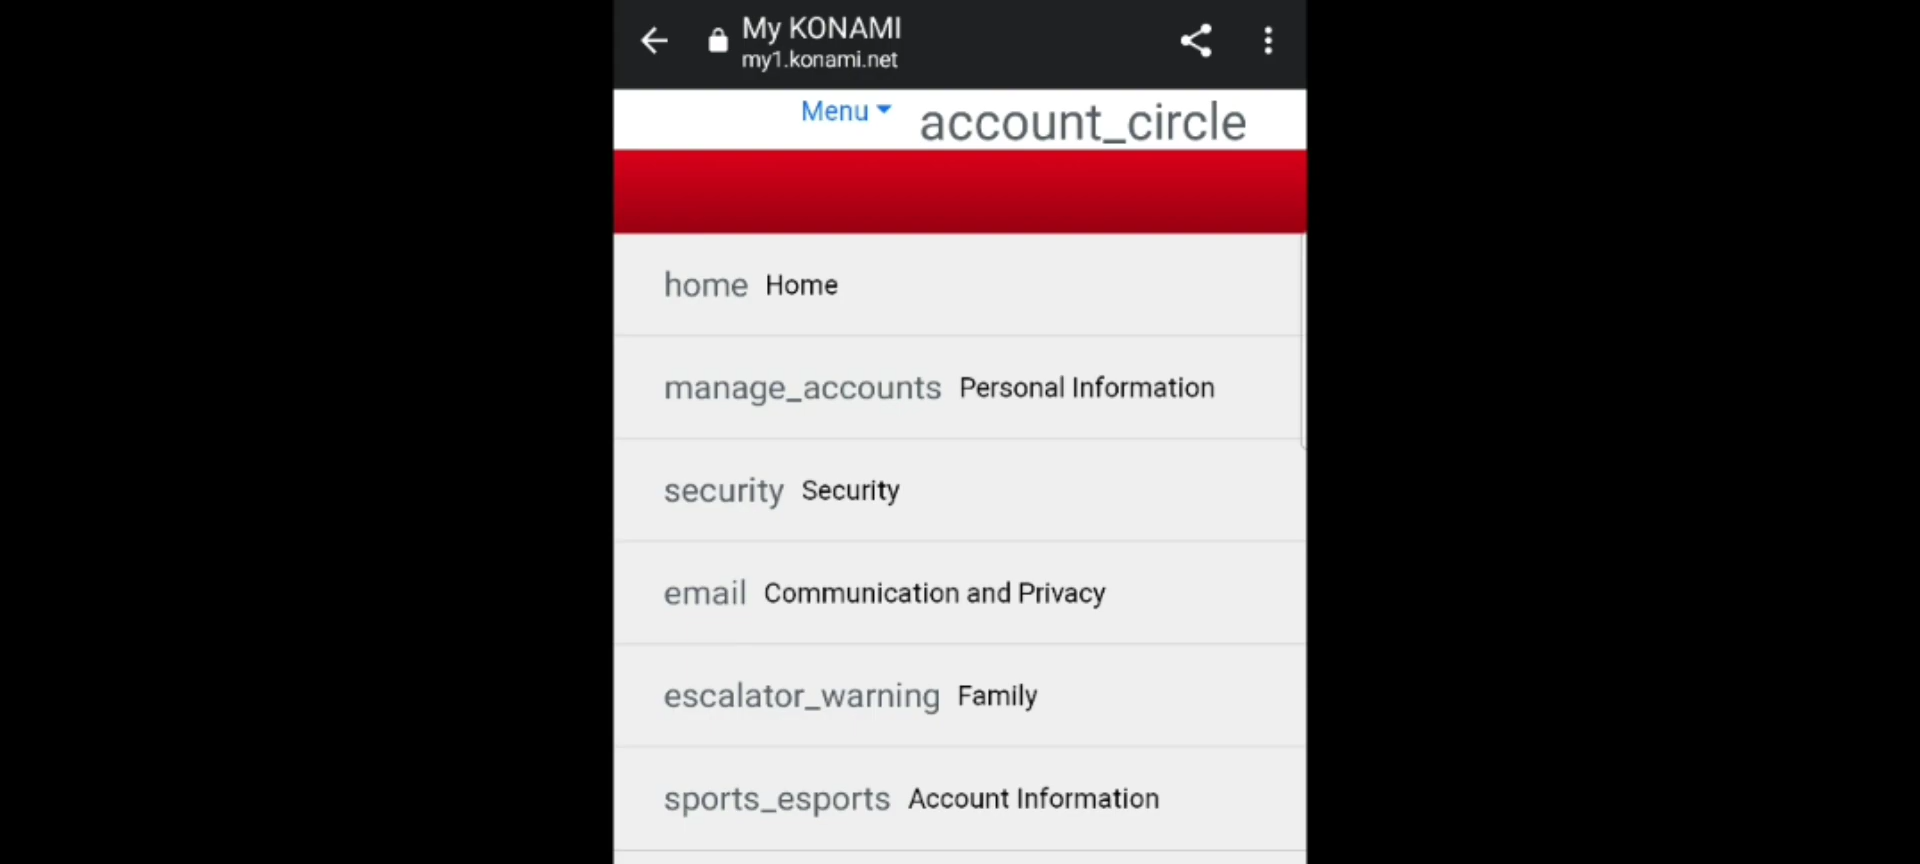 My KONAMI
my1.konami.net
Menu
account_circle
home Home
manage_accounts Personal Information
security Security
email Communication and Privacy
escalator_warning Family
sports_esports Account Information